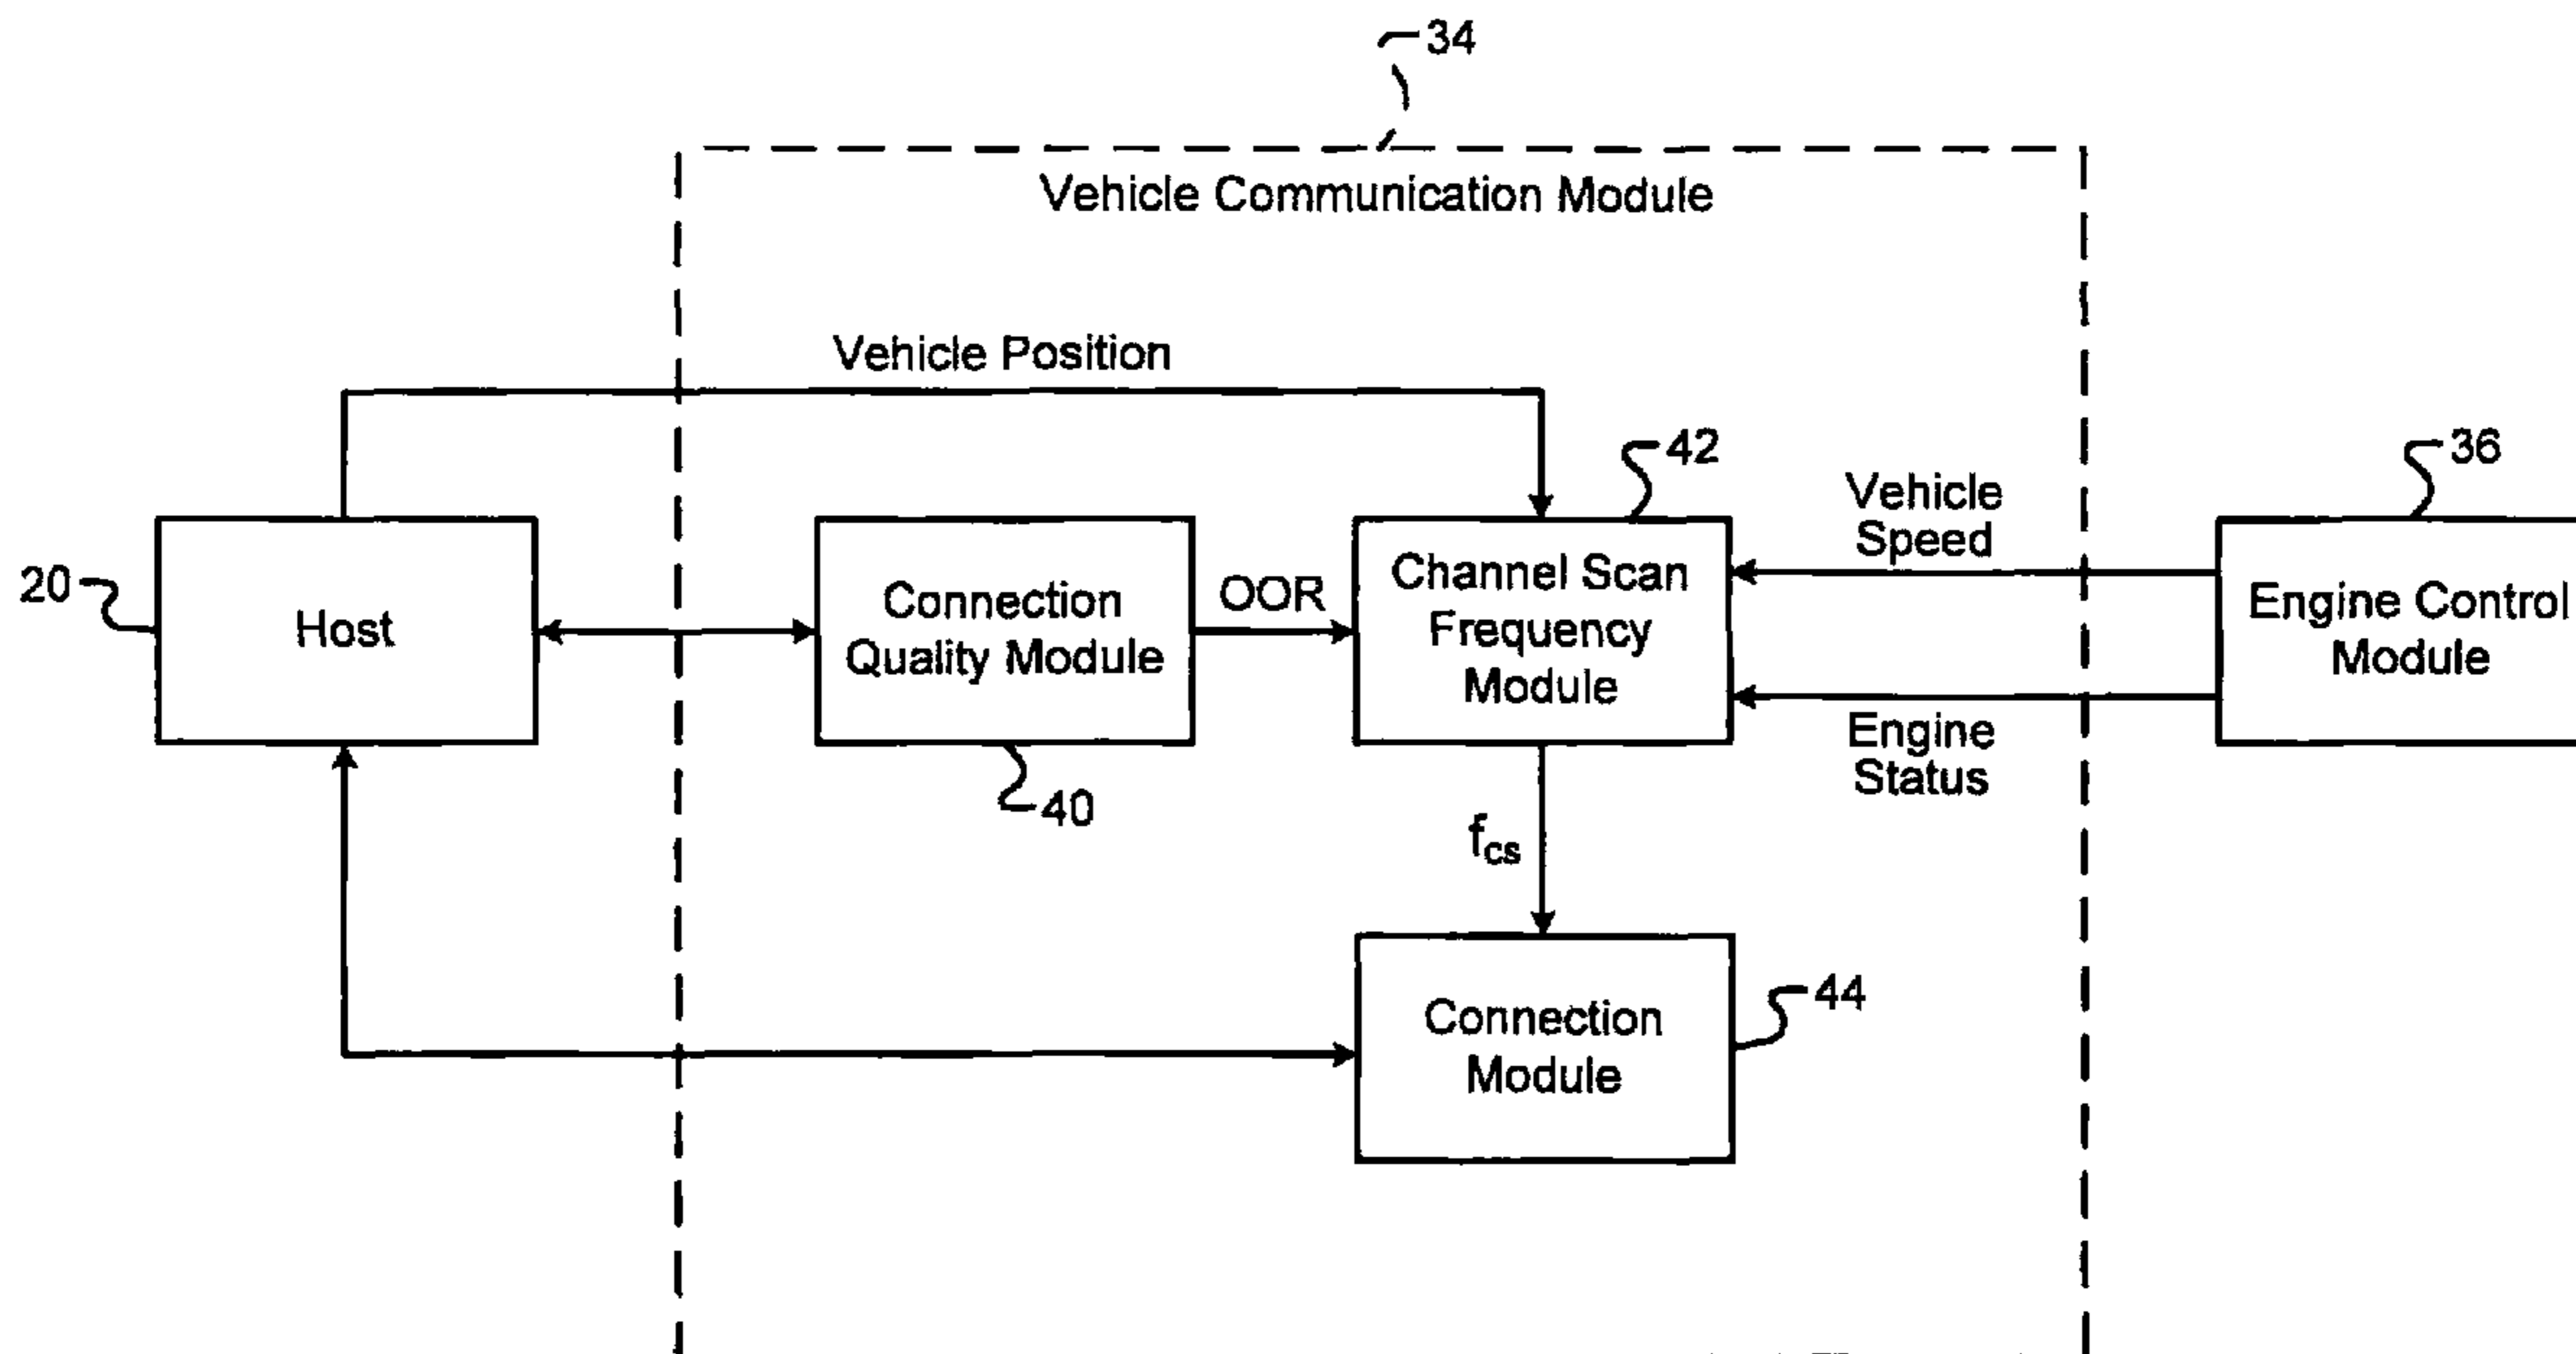 34
Vehicle Communication Module
Vehicle Position
42
36
Vehicle
Speed
20
Host
Connection
Quality Module
OOR
Channel Scan
Frequency
Module
Engine Control
Module
Engine
Status
40
fcs
44
Connection
Module